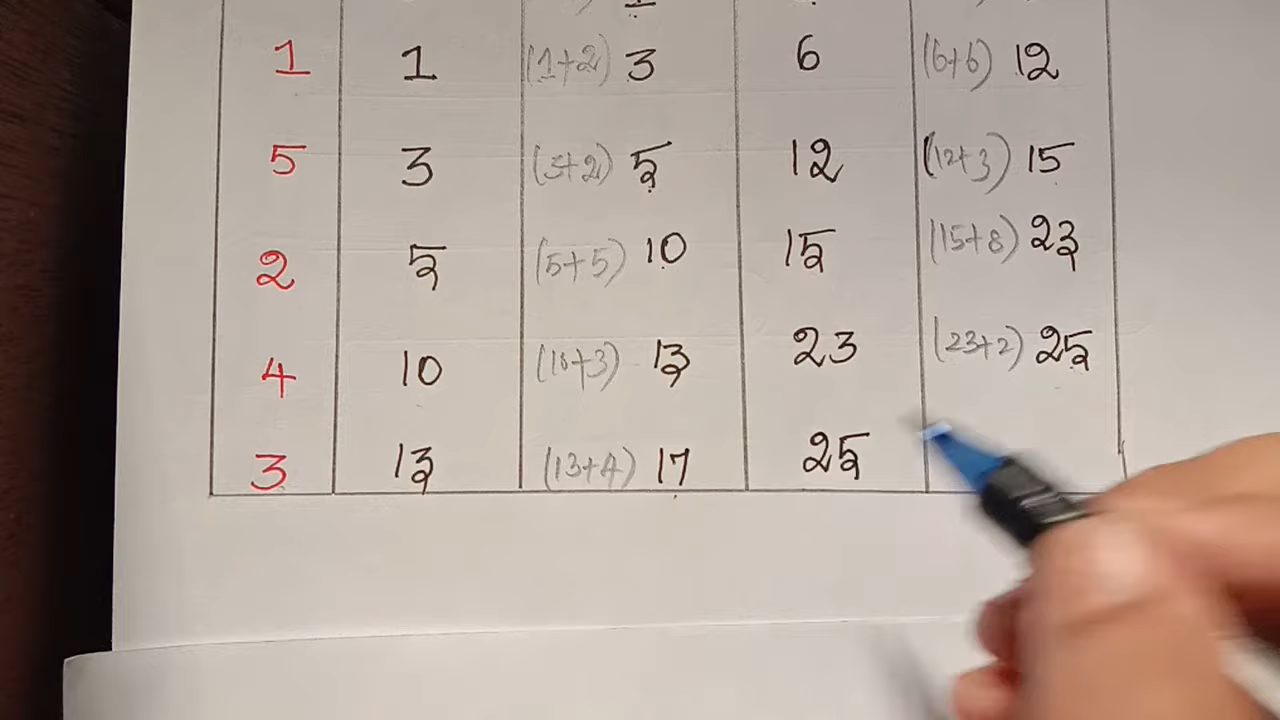 1 1 (1+2) 3 6 (6+6) 12
5 3 (3+2) 5 12 (12+3) 15
2 5 (5+5) 10 15 (15+8) 23
4 10 (10+3) 13 23 (23+2) 25
3 13 (13+4) 17 25